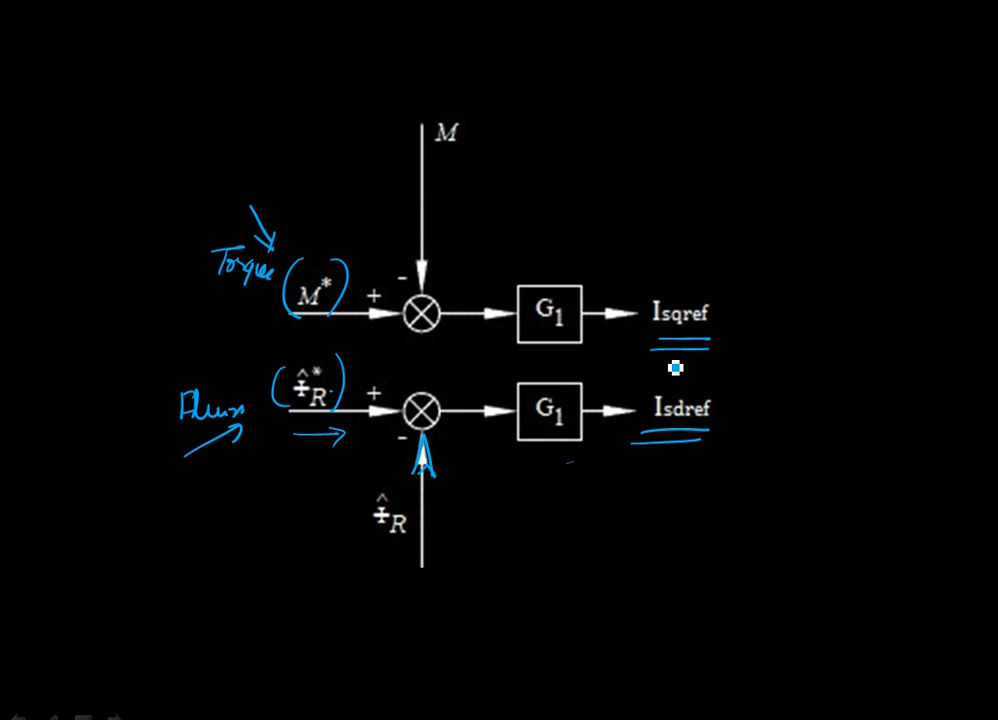 M
Torque
M* + -
G1
Isqref
Flux
Φ̂R* + -
G1
Isdref
Φ̂R